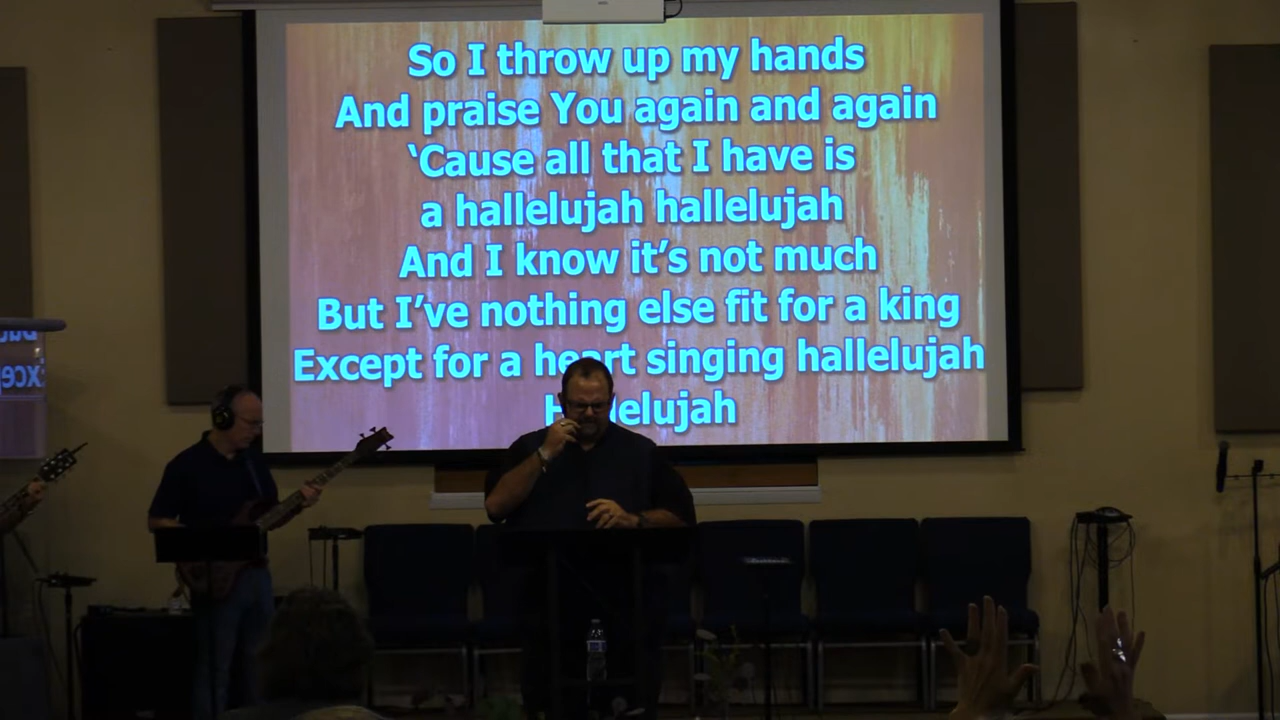 So I throw up my hands
And praise You again and again
‘Cause all that I have is
a hallelujah hallelujah
And I know it’s not much
But I’ve nothing else fit for a king
Except for a heart singing hallelujah
Hallelujah